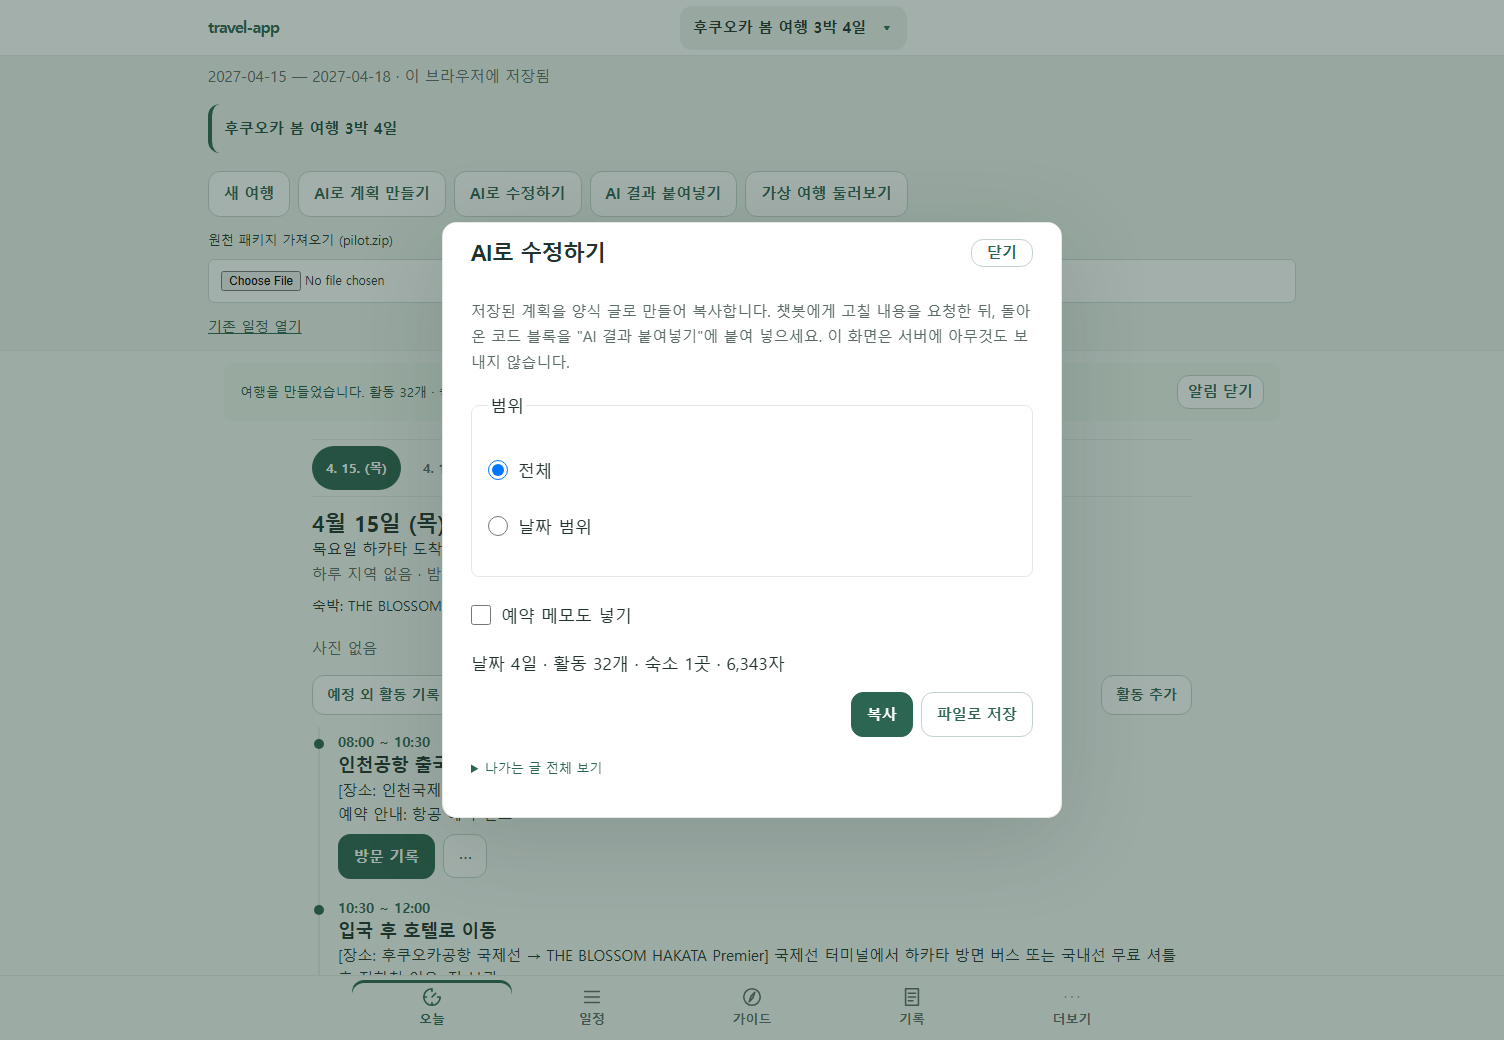 travel-app
후쿠오카 봄 여행 3박 4일
2027-04-15 — 2027-04-18 · 이 브라우저에 저장됨
후쿠오카 봄 여행 3박 4일
새 여행
AI로 계획 만들기
AI로 수정하기
AI 결과 붙여넣기
가상 여행 둘러보기
원천 패키지 가져오기 (pilot.zip)
Choose File No file chosen
기존 일정 열기
여행을 만들었습니다. 활동 32개 ·
알림 닫기
4. 15. (목)
4. 1
4월 15일 (목)
목요일 하카타 도착
하루 지역 없음 · 밤
숙박: THE BLOSSOM
사진 없음
예정 외 활동 기록
활동 추가
08:00 ~ 10:30
인천공항 출국
[장소: 인천국제
예약 안내: 항공
방문 기록
...
10:30 ~ 12:00
입국 후 호텔로 이동
[장소: 후쿠오카공항 국제선 → THE BLOSSOM HAKATA Premier] 국제선 터미널에서 하카타 방면 버스 또는 국내선 무료 셔틀
AI로 수정하기
닫기
저장된 계획을 양식 글로 만들어 복사합니다. 챗봇에게 고칠 내용을 요청한 뒤, 돌아
온 코드 블록을 "AI 결과 붙여넣기"에 붙여 넣으세요. 이 화면은 서버에 아무것도 보
내지 않습니다.
범위
전체
날짜 범위
예약 메모도 넣기
날짜 4일 · 활동 32개 · 숙소 1곳 · 6,343자
복사
파일로 저장
▶ 나가는 글 전체 보기
오늘
일정
가이드
기록
더보기